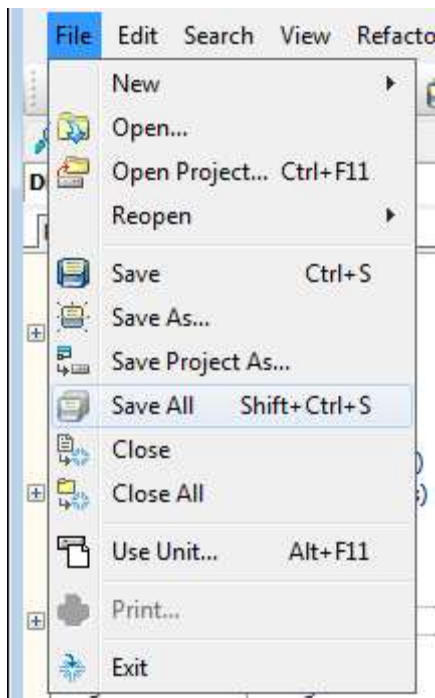 File Edit Search View Refacto
New
Open...
Open Project... Ctrl+F11
Reopen
Save Ctrl+S
Save As...
Save Project As...
Save All Shift+Ctrl+S
Close
Close All
Use Unit... Alt+F11
Print...
Exit